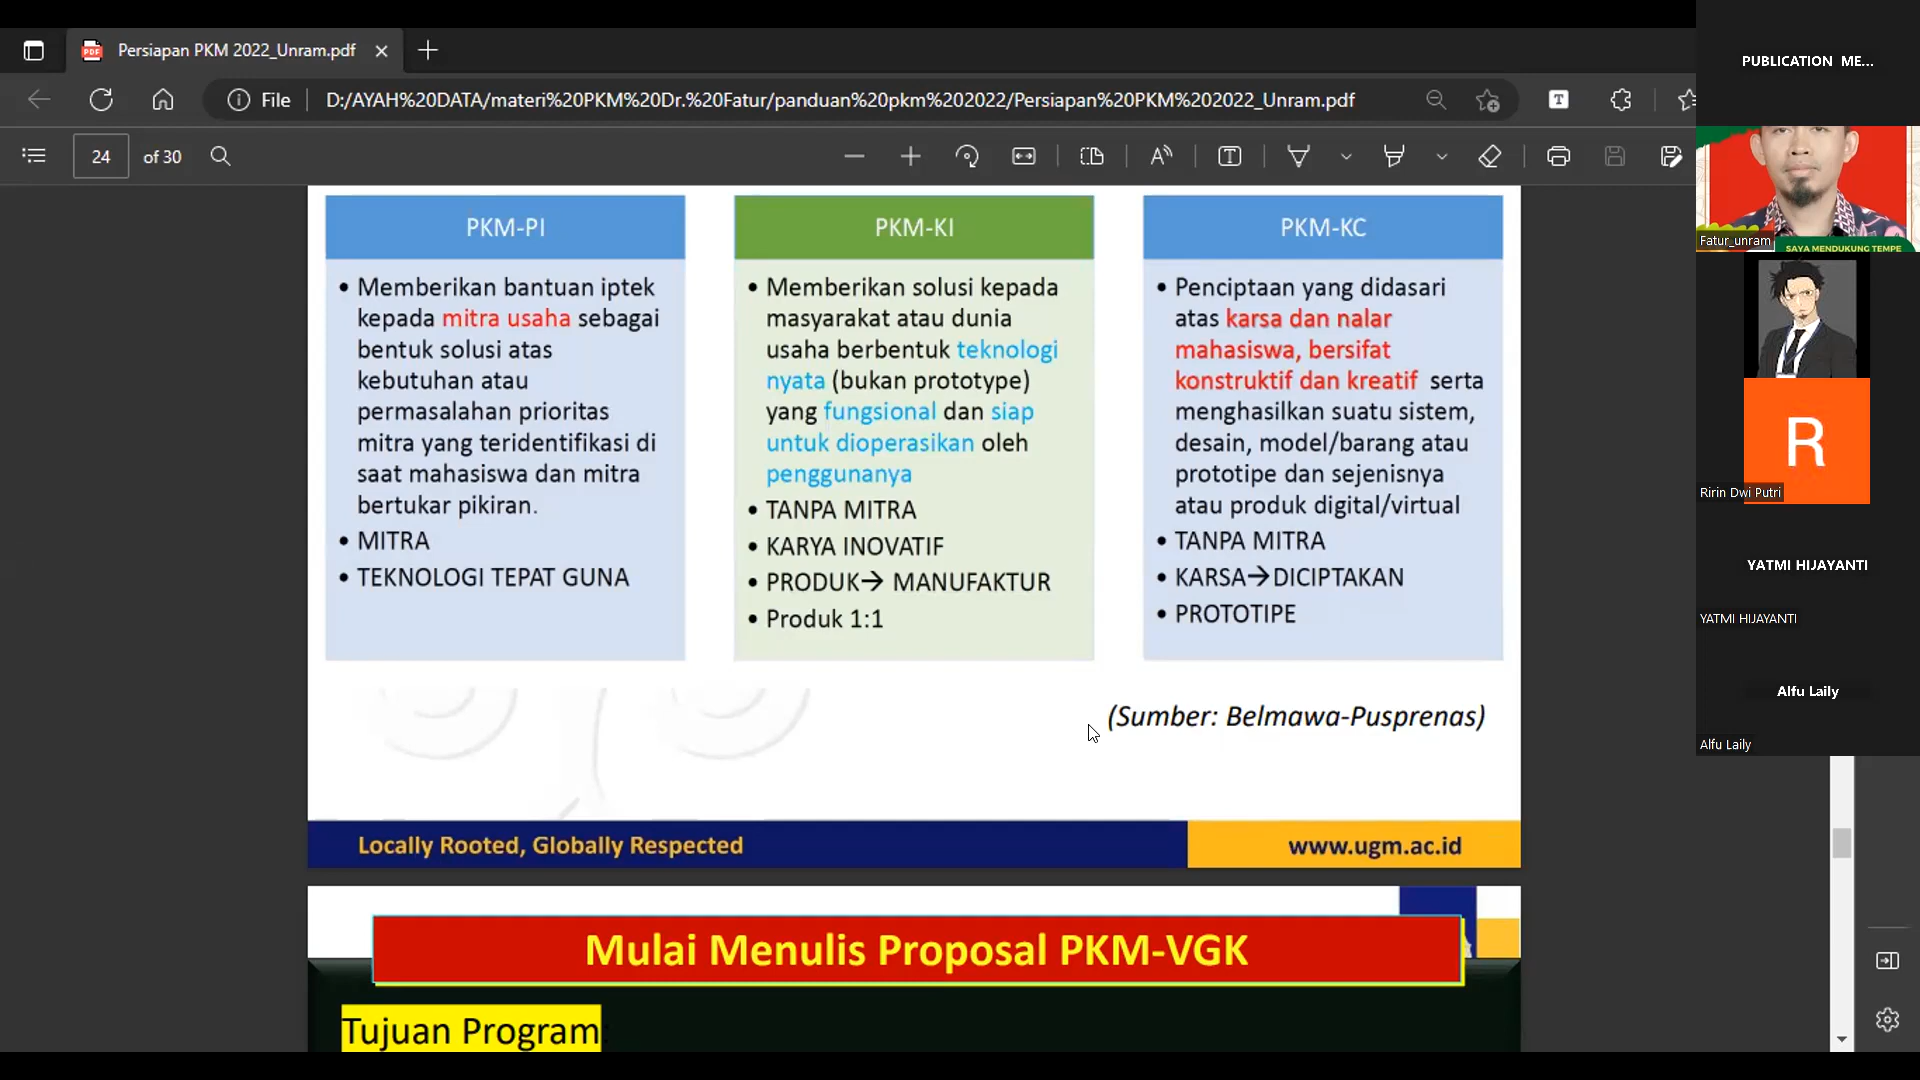 Persiapan PKM 2022_Unram.pdf
File
D:/AYAH%20DATA/materi%20PKM%20Dr.%20Fatur/panduan%20pkm%202022/Persiapan%20PKM%202022_Unram.pdf
24 of 30
PKM-PI
• Memberikan bantuan iptek
kepada mitra usaha sebagai
bentuk solusi atas
kebutuhan atau
permasalahan prioritas
mitra yang teridentifikasi di
saat mahasiswa dan mitra
bertukar pikiran.
• MITRA
• TEKNOLOGI TEPAT GUNA
PKM-KI
• Memberikan solusi kepada
masyarakat atau dunia
usaha berbentuk teknologi
nyata (bukan prototype)
yang fungsional dan siap
untuk dioperasikan oleh
penggunanya
• TANPA MITRA
• KARYA INOVATIF
• PRODUK→ MANUFAKTUR
• Produk 1:1
PKM-KC
• Penciptaan yang didasari
atas karsa dan nalar
mahasiswa, bersifat
konstruktif dan kreatif serta
menghasilkan suatu sistem,
desain, model/barang atau
prototipe dan sejenisnya
atau produk digital/virtual
• TANPA MITRA
• KARSA→DICIPTAKAN
• PROTOTIPE
(Sumber: Belmawa-Pusprenas)
Locally Rooted, Globally Respected
www.ugm.ac.id
Mulai Menulis Proposal PKM-VGK
Tujuan Program:
PUBLICATION ME...
Fatur_unram
SAYA MENDUKUNG TEMPE
R
Ririn Dwi Putri
YATMI HIJAYANTI
YATMI HIJAYANTI
Alfu Laily
Alfu Laily